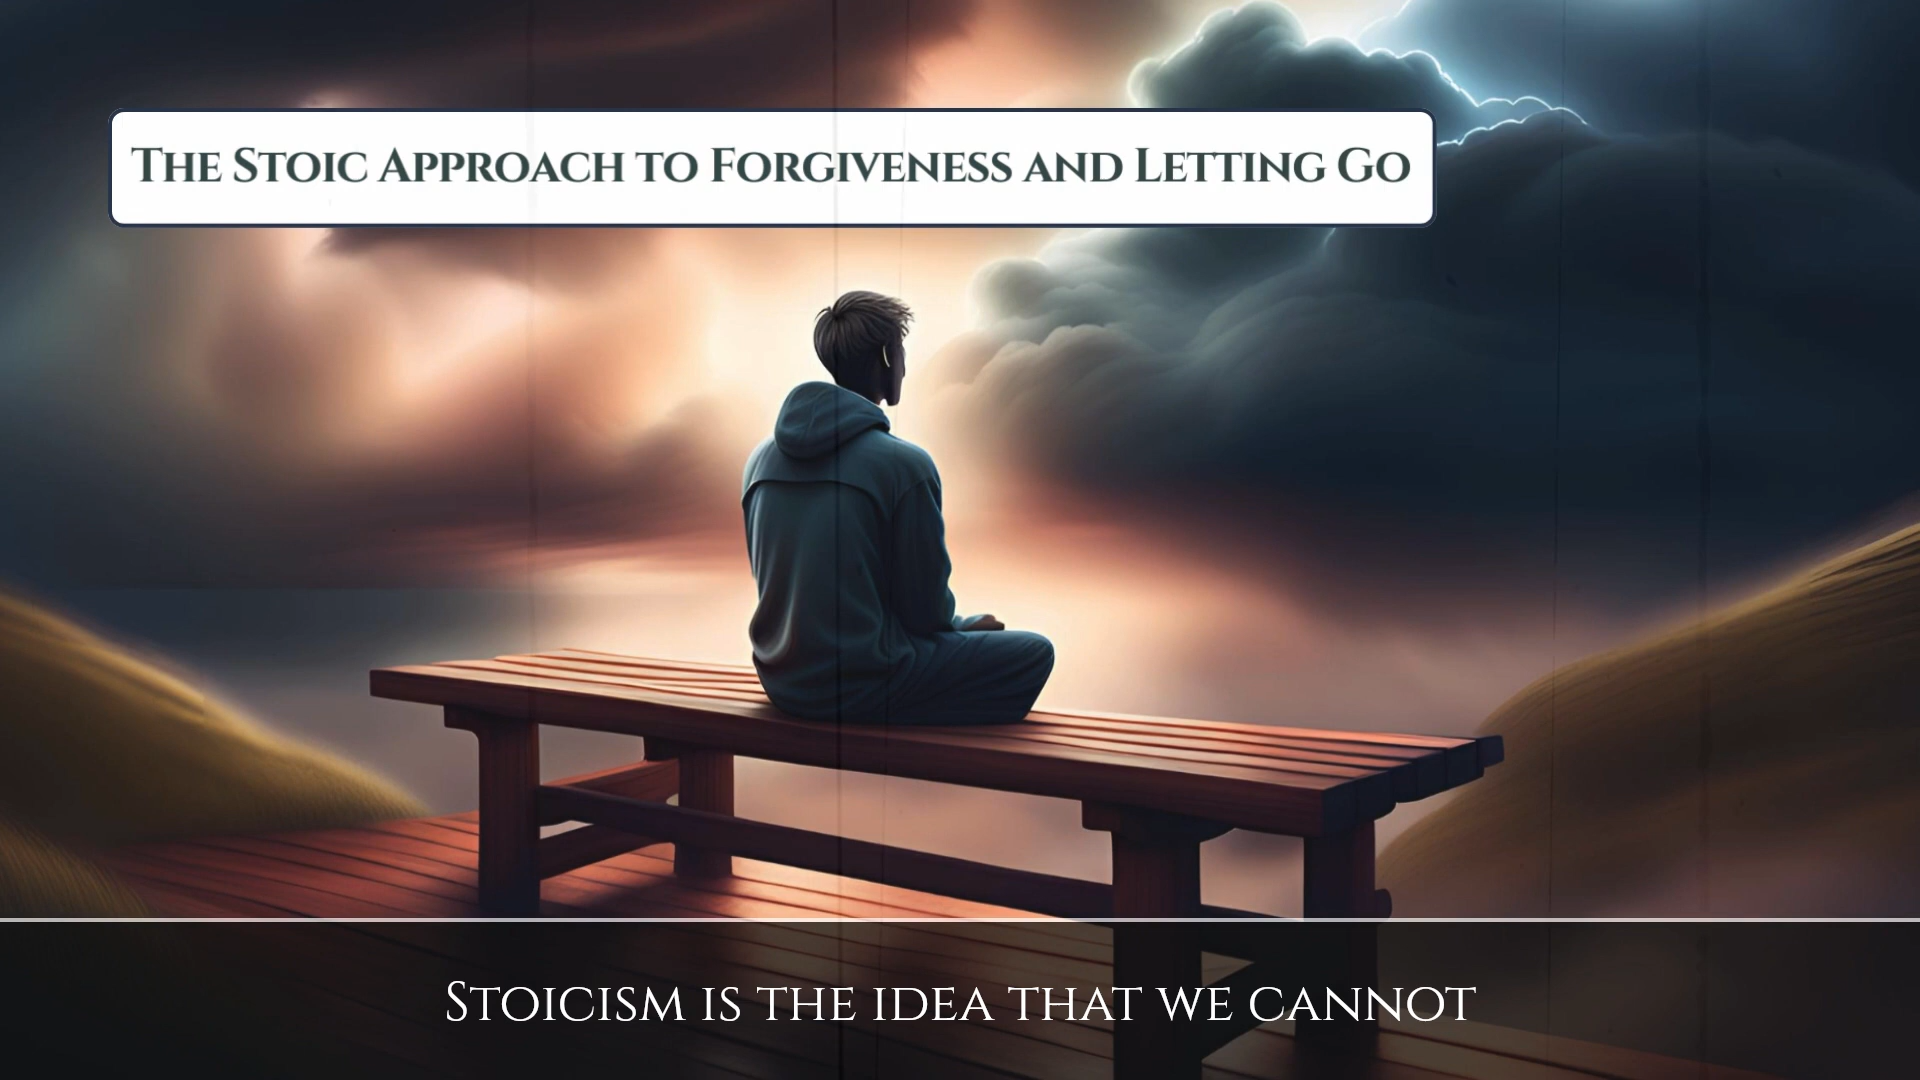 The Stoic Approach to Forgiveness and Letting Go
Stoicism is the idea that we cannot